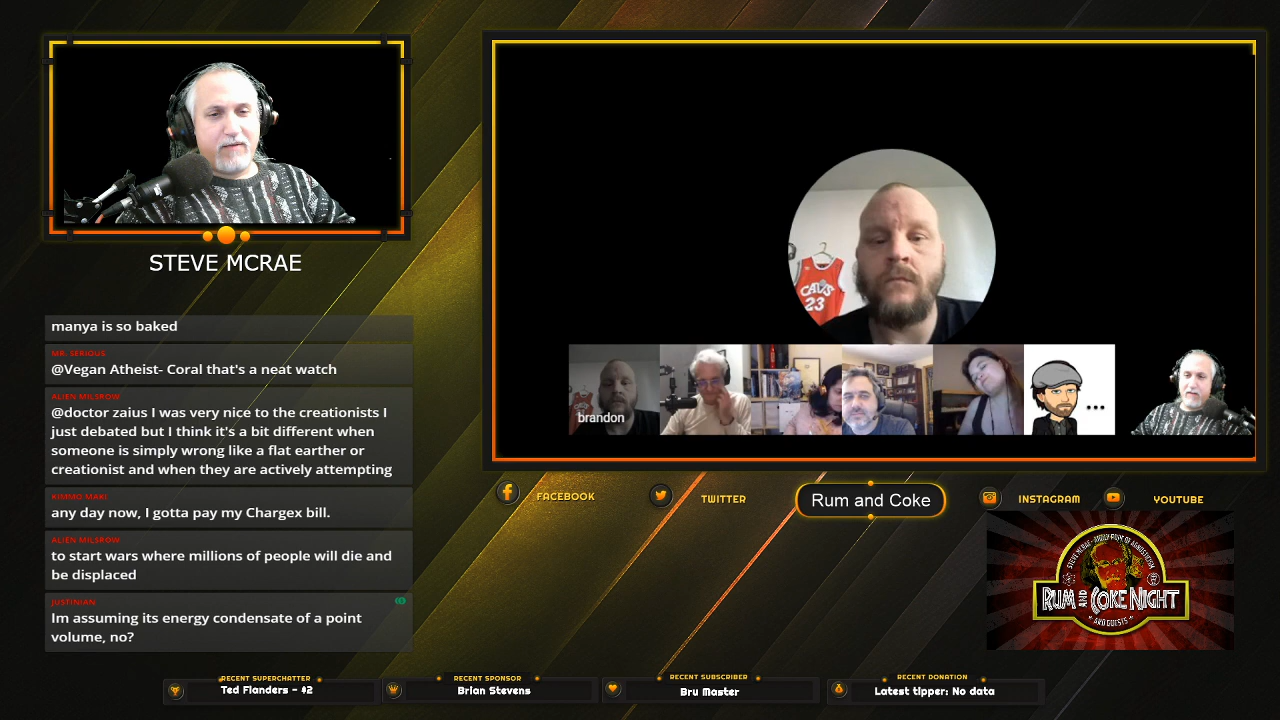 STEVE MCRAE
manya is so baked
MR. SERIOUS
@Vegan Atheist- Coral that's a neat watch
ALIEN MILSROW
@doctor zaius I was very nice to the creationists I
just debated but I think it's a bit different when
someone is simply wrong like a flat earther or
creationist and when they are actively attempting
KIMMO MAKI
any day now, I gotta pay my Chargex bill.
ALIEN MILSROW
to start wars where millions of people will die and
be displaced
JUSTINIAN
Im assuming its energy condensate of a point
volume, no?
CAVS
23
brandon
FACEBOOK
TWITTER
Rum and Coke
INSTAGRAM
YOUTUBE
RUM AND COKE NIGHT
AND GUESTS
RECENT SUPERCHATTER
Ted Flanders - $2
RECENT SPONSOR
Brian Stevens
RECENT SUBSCRIBER
Bru Master
RECENT DONATION
Latest tipper: No data